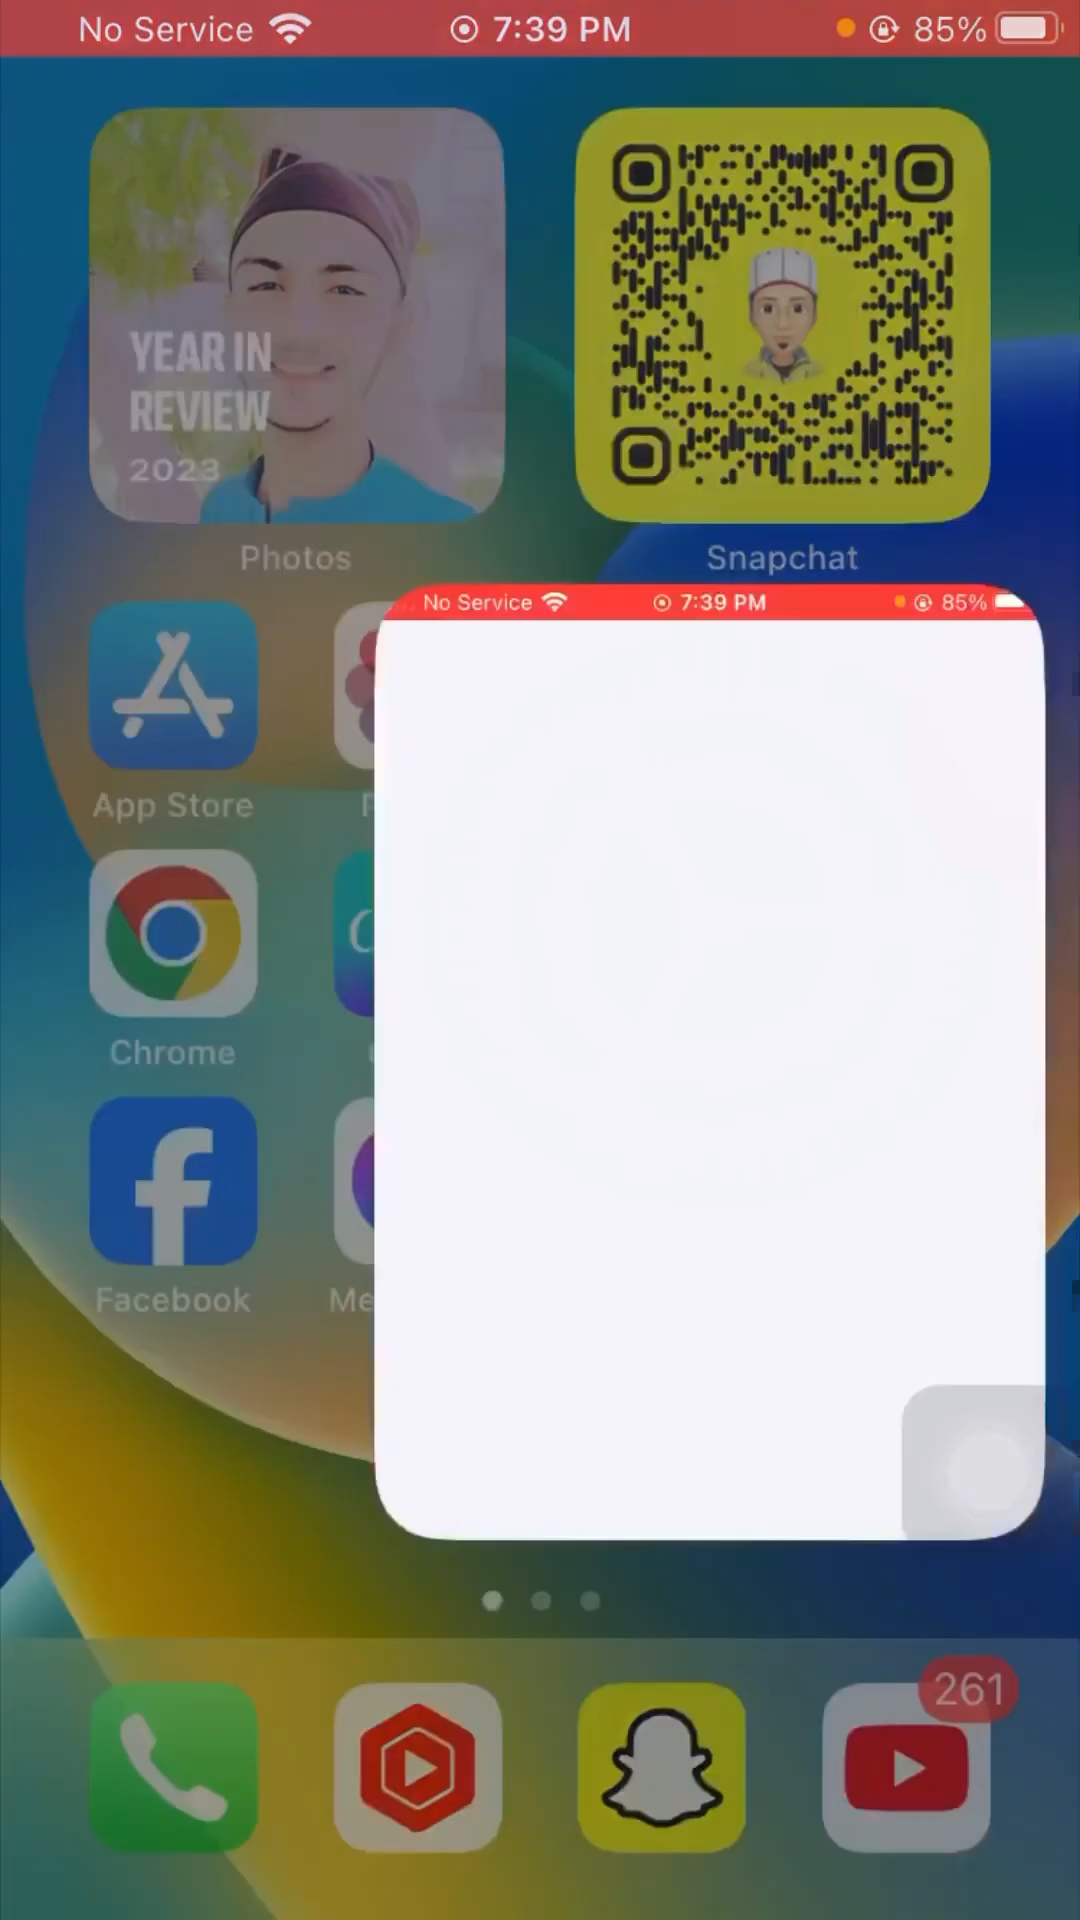 No Service 7:39 PM 85%
YEAR IN
REVIEW
2023
Photos
Snapchat
No Service 7:39 PM 85%
App Store
Chrome
Facebook
Me
261